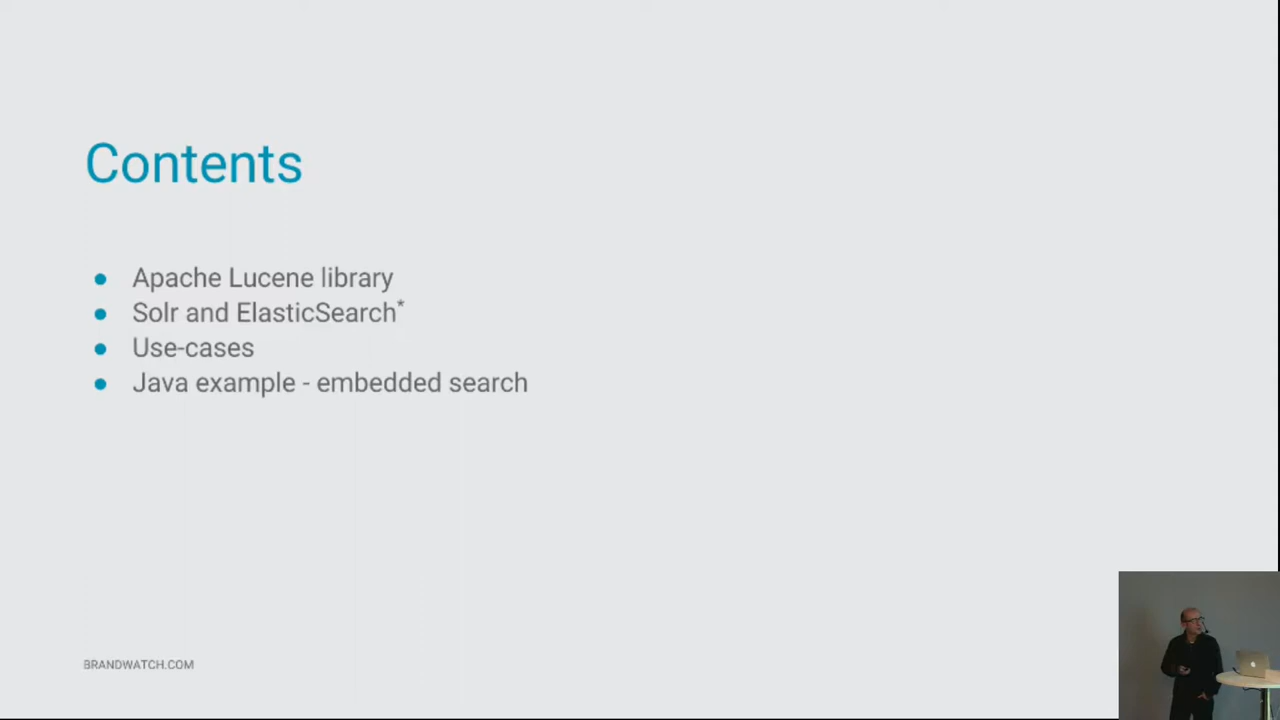 Contents
● Apache Lucene library
● Solr and ElasticSearch*
● Use-cases
● Java example - embedded search
BRANDWATCH.COM